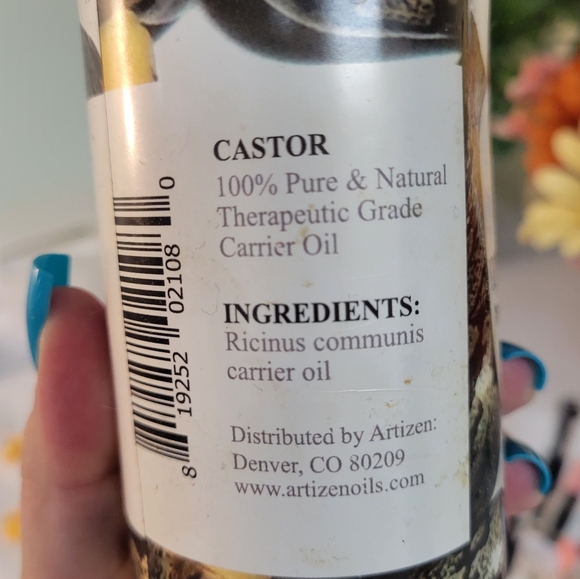 CASTOR
100% Pure & Natural
Therapeutic Grade
Carrier Oil
INGREDIENTS:
Ricinus communis
carrier oil
Distributed by Artizen:
Denver, CO 80209
www.artizenoils.com
8 19252 02108 0